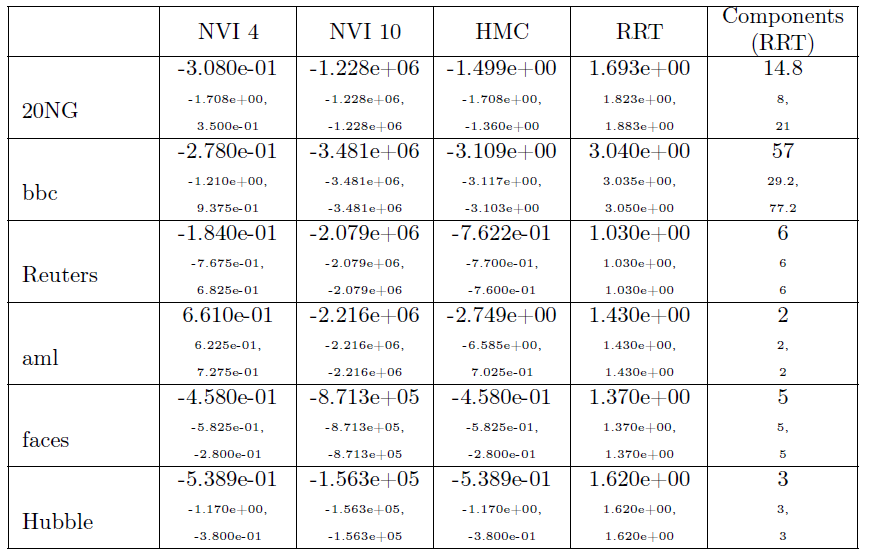 NVI 4 NVI 10 HMC RRT Components (RRT)
-3.080e-01 -1.228e+06 -1.499e+00 1.693e+00 14.8
-1.708e+00, -1.228e+06, -1.708e+00, 1.823e+00, 8,
20NG
3.500e-01 -1.228e+06 -1.360e+00 1.883e+00 21
-2.780e-01 -3.481e+06 -3.109e+00 3.040e+00 57
-1.210e+00, -3.481e+06, -3.117e+00, 3.035e+00, 29.2,
bbc
9.375e-01 -3.481e+06 -3.103e+00 3.050e+00 77.2
-1.840e-01 -2.079e+06 -7.622e-01 1.030e+00 6
-7.675e-01, -2.079e+06, -7.700e-01, 1.030e+00, 6
Reuters
6.825e-01 -2.079e+06 -7.600e-01 1.030e+00 6
6.610e-01 -2.216e+06 -2.749e+00 1.430e+00 2
6.225e-01, -2.216e+06, -6.585e+00, 1.430e+00, 2,
aml
7.275e-01 -2.216e+06 7.025e-01 1.430e+00 2
-4.580e-01 -8.713e+05 -4.580e-01 1.370e+00 5
-5.825e-01, -8.713e+05, -5.825e-01, 1.370e+00, 5,
faces
-2.800e-01 -8.713e+05 -2.800e-01 1.370e+00 5
-5.389e-01 -1.563e+05 -5.389e-01 1.620e+00 3
-1.170e+00, -1.563e+05, -1.170e+00, 1.620e+00, 3,
Hubble
-3.800e-01 -1.563e+05 -3.800e-01 1.620e+00 3